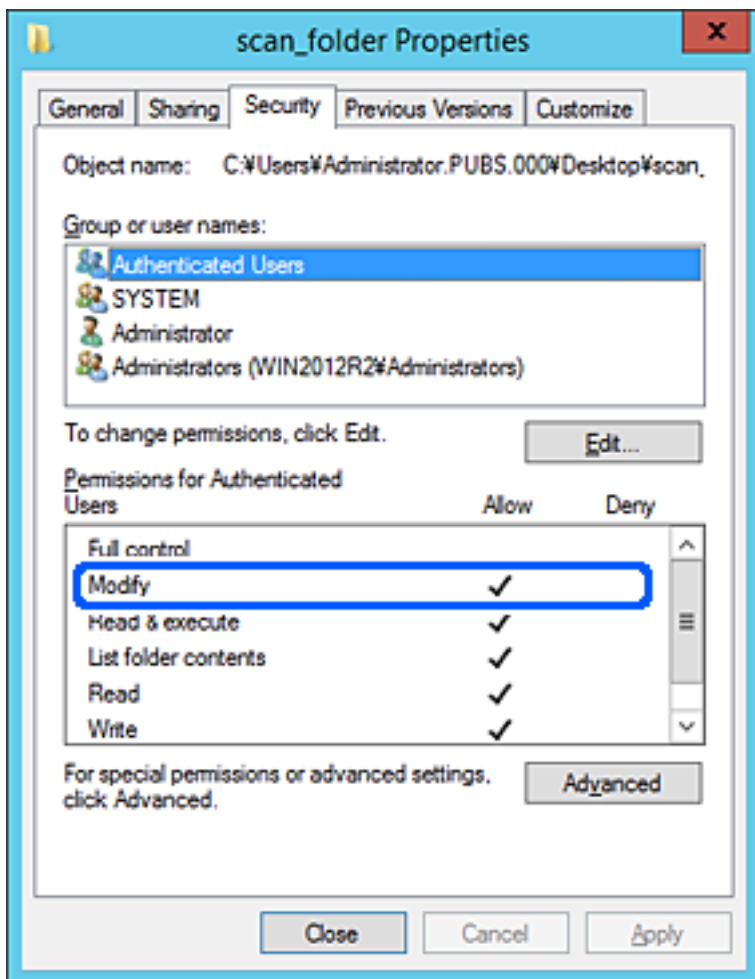 scan_folder Properties
x
General Sharing Security Previous Versions Customize
Object name: C:¥Users¥Administrator.PUBS.000¥Desktop¥scan_
Group or user names:
Authenticated Users
SYSTEM
Administrator
Administrators (WIN2012R2¥Administrators)
To change permissions, click Edit.
Edit...
Permissions for Authenticated
Users Allow Deny
Full control
Modify
Read & execute
List folder contents
Read
Write
For special permissions or advanced settings,
click Advanced.
Advanced
Close Cancel Apply